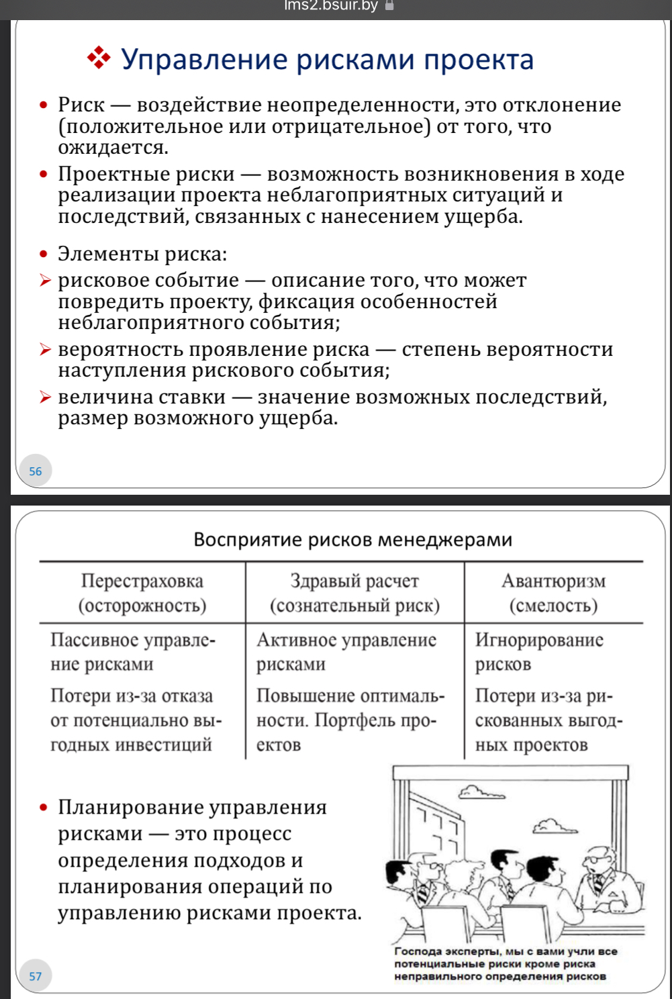 lms2.bsuir.by
Управление рисками проекта
• Риск — воздействие неопределенности, это отклонение
(положительное или отрицательное) от того, что
ожидается.
• Проектные риски — возможность возникновения в ходе
реализации проекта неблагоприятных ситуаций и
последствий, связанных с нанесением ущерба.
• Элементы риска:
рисковое событие — описание того, что может
повредить проекту, фиксация особенностей
неблагоприятного события;
вероятность проявление риска — степень вероятности
наступления рискового события;
величина ставки — значение возможных последствий,
размер возможного ущерба.
56
Восприятие рисков менеджерами
Перестраховка
(осторожность)
Здравый расчет
(сознательный риск)
Авантюризм
(смелость)
Пассивное управле-
ние рисками
Активное управление
рисками
Игнорирование
рисков
Потери из-за отказа
от потенциально вы-
годных инвестиций
Повышение оптималь-
ности. Портфель про-
ектов
Потери из-за ри-
скованных выгод-
ных проектов
• Планирование управления
рисками — это процесс
определения подходов и
планирования операций по
управлению рисками проекта.
Господа эксперты, мы с вами учли все
потенциальные риски кроме риска
неправильного определения рисков
57